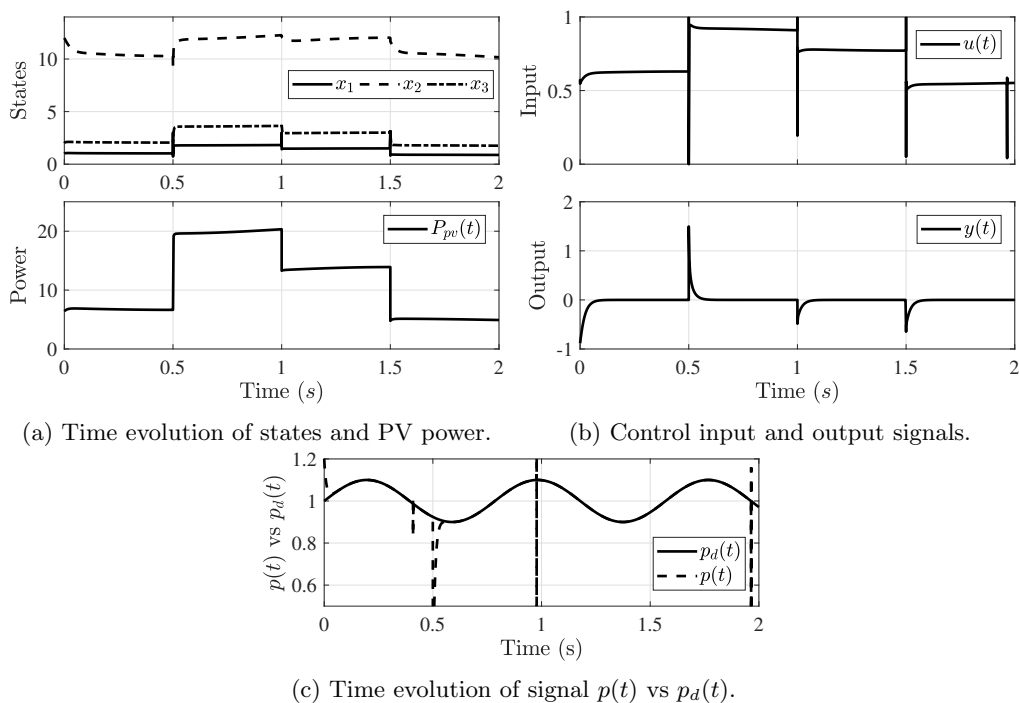 States
10
5
0
x₁ x₂ x₃
0 0.5 1 1.5 2
Power
20
10
0
Pₚᵥ(t)
0 0.5 1 1.5 2
Time (s)
(a) Time evolution of states and PV power.
Input
1
0.5
0
u(t)
0 0.5 1 1.5 2
Output
2
1
0
-1
y(t)
0 0.5 1 1.5 2
Time (s)
(b) Control input and output signals.
p(t) vs p_d(t)
1.2
1
0.8
0.6
p_d(t)
p(t)
0 0.5 1 1.5 2
Time (s)
(c) Time evolution of signal p(t) vs p_d(t).